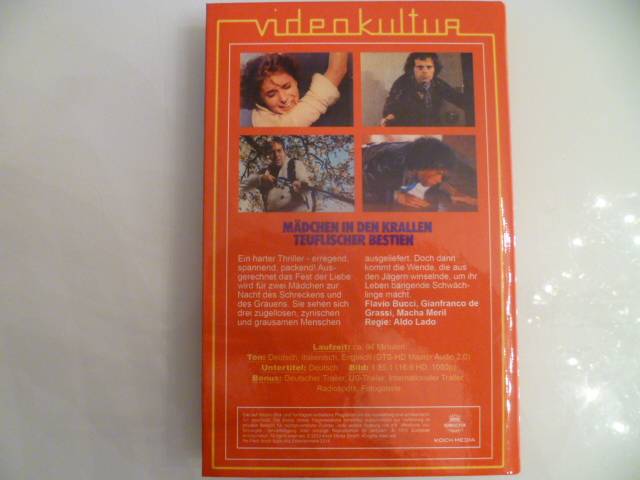 videokultur
MÄDCHEN IN DEN KRALLEN
TEUFLISCHER BESTIEN
Ein harter Thriller - erregend,
spannend, packend! Aus-
gerechnet das Fest der Liebe
wird für zwei Mädchen zur
Nacht des Schreckens und
des Grauens. Sie sehen sich
drei zugellosen, zynischen
und grausamen Menschen
ausgeliefert. Doch dann
kommt die Wende, die aus
den Jägern winselnde, um ihr
Leben bangende Schwäch-
linge macht.
Flavio Bucci, Gianfranco de
Grassi, Macha Meril
Regie: Aldo Lado
Laufzeit: ca. 94 Minuten
Ton: Deutsch, Italienisch, Englisch (DTS-HD Master Audio 2.0)
Untertitel: Deutsch Bild: 1.85:1 (16:9 HD, 1080p)
Bonus: Deutscher Trailer, US-Trailer, Internationaler Trailer,
Radiospots, Fotogalerie
KOCH MEDIA